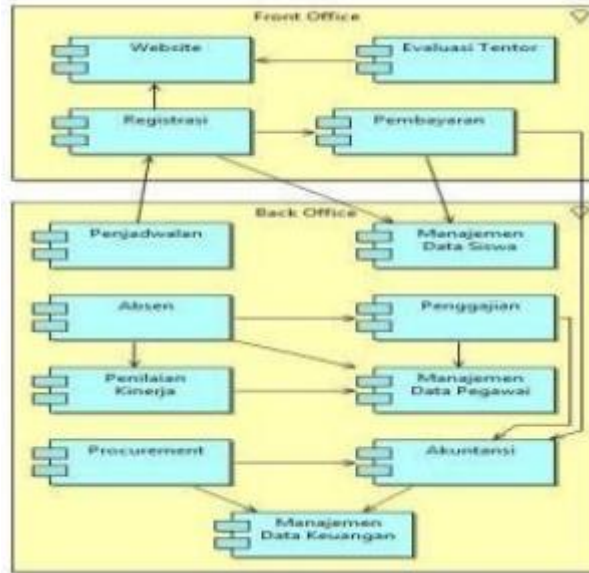 Front Office
Website
Evaluasi Tentor
Registrasi
Pembayaran
Back Office
Penjadwalan
Manajemen
Data Siswa
Absen
Penggajian
Penilaian
Kinerja
Manajemen
Data Pegawai
Procurement
Akuntansi
Manajemen
Data Keuangan